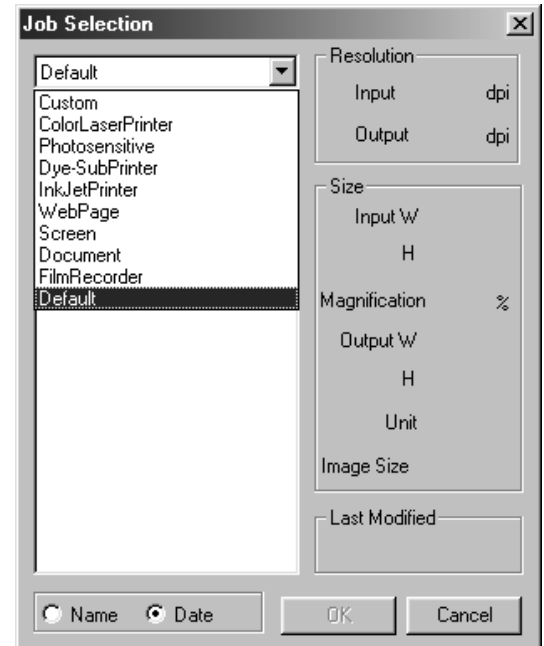 Job Selection
Default
Custom
ColorLaserPrinter
Photosensitive
Dye-SubPrinter
InkJetPrinter
WebPage
Screen
Document
FilmRecorder
Default
Name
Date
Resolution
Input dpi
Output dpi
Size
Input W
H
Magnification %
Output W
H
Unit
Image Size
Last Modified
OK
Cancel